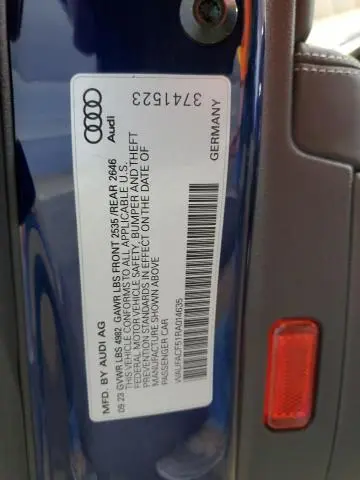 MFD. BY AUDI AG
09 23 GVWR LBS 4982 GAWR LBS FRONT 2535 /REAR 2646
THIS VEHICLE CONFORMS TO ALL APPLICABLE U.S.
FEDERAL MOTOR VEHICLE SAFETY, BUMPER AND THEFT
PREVENTION STANDARDS IN EFFECT ON THE DATE OF
MANUFACTURE SHOWN ABOVE
PASSENGER CAR
WAUFACF51RA014635
Audi
3741523
GERMANY